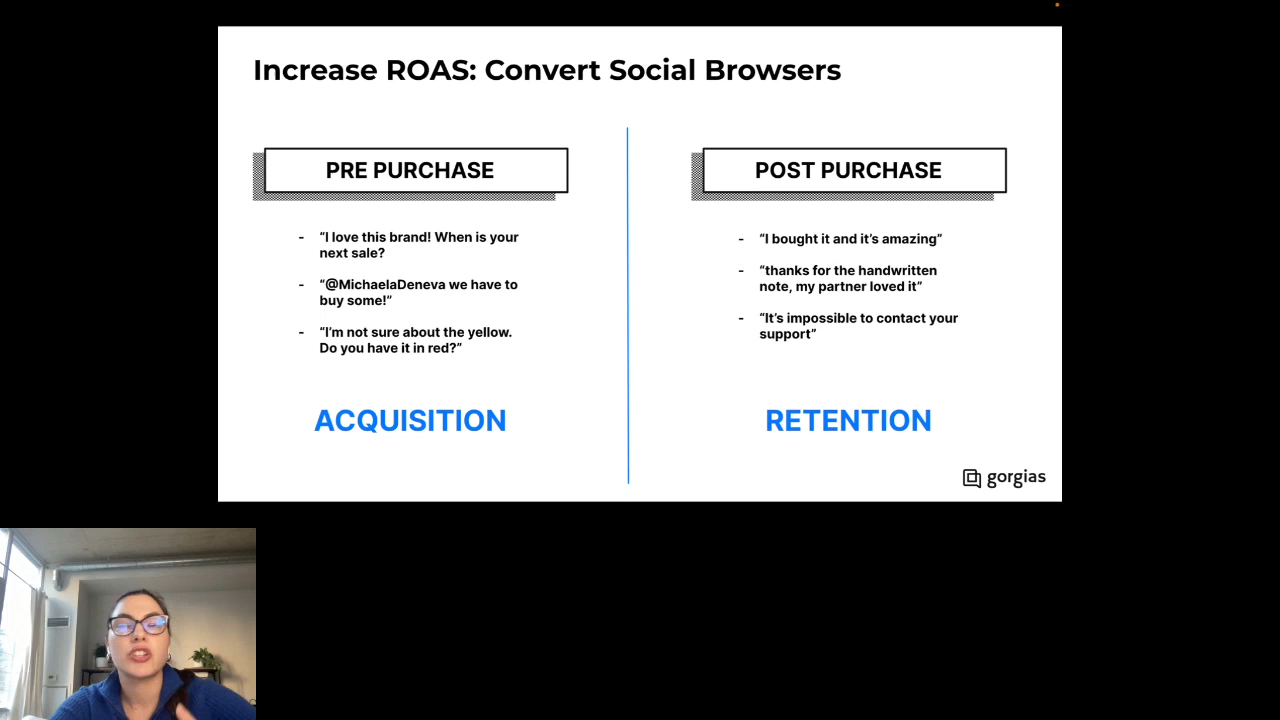 Increase ROAS: Convert Social Browsers
PRE PURCHASE
- “I love this brand! When is your
next sale?
- “@MichaelaDeneva we have to
buy some!”
- “I’m not sure about the yellow.
Do you have it in red?”
ACQUISITION
POST PURCHASE
- “I bought it and it’s amazing”
- “thanks for the handwritten
note, my partner loved it”
- “It’s impossible to contact your
support”
RETENTION
gorgias